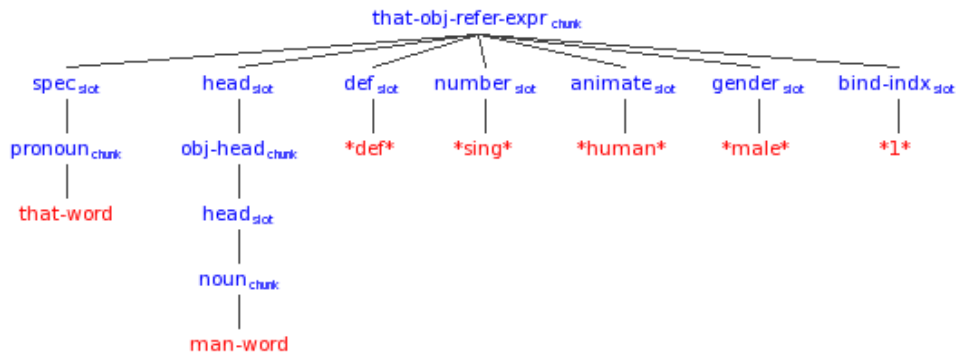 that-obj-refer-expr chunk
spec slot head slot def slot number slot animate slot gender slot bind-indx slot
pronoun chunk obj-head chunk *def* *sing* *human* *male* *1*
that-word head slot
noun chunk
man-word